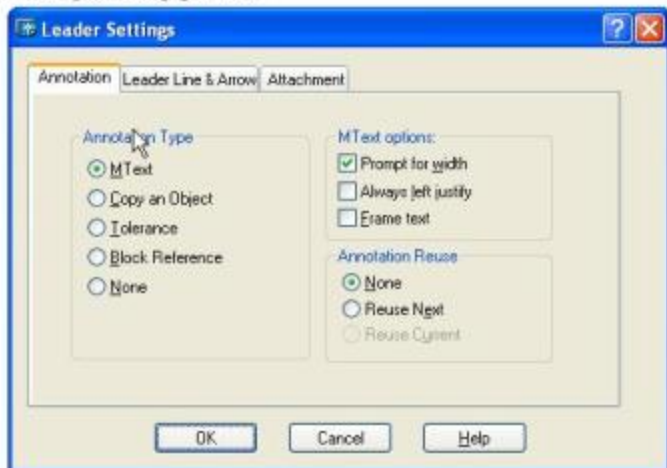 Leader Settings
Annotation
Leader Line & Arrow
Attachment
Annotation Type
MText
Copy an Object
Tolerance
Block Reference
None
MText options:
Prompt for width
Always left justify
Frame text
Annotation Reuse
None
Reuse Next
Reuse Current
OK
Cancel
Help